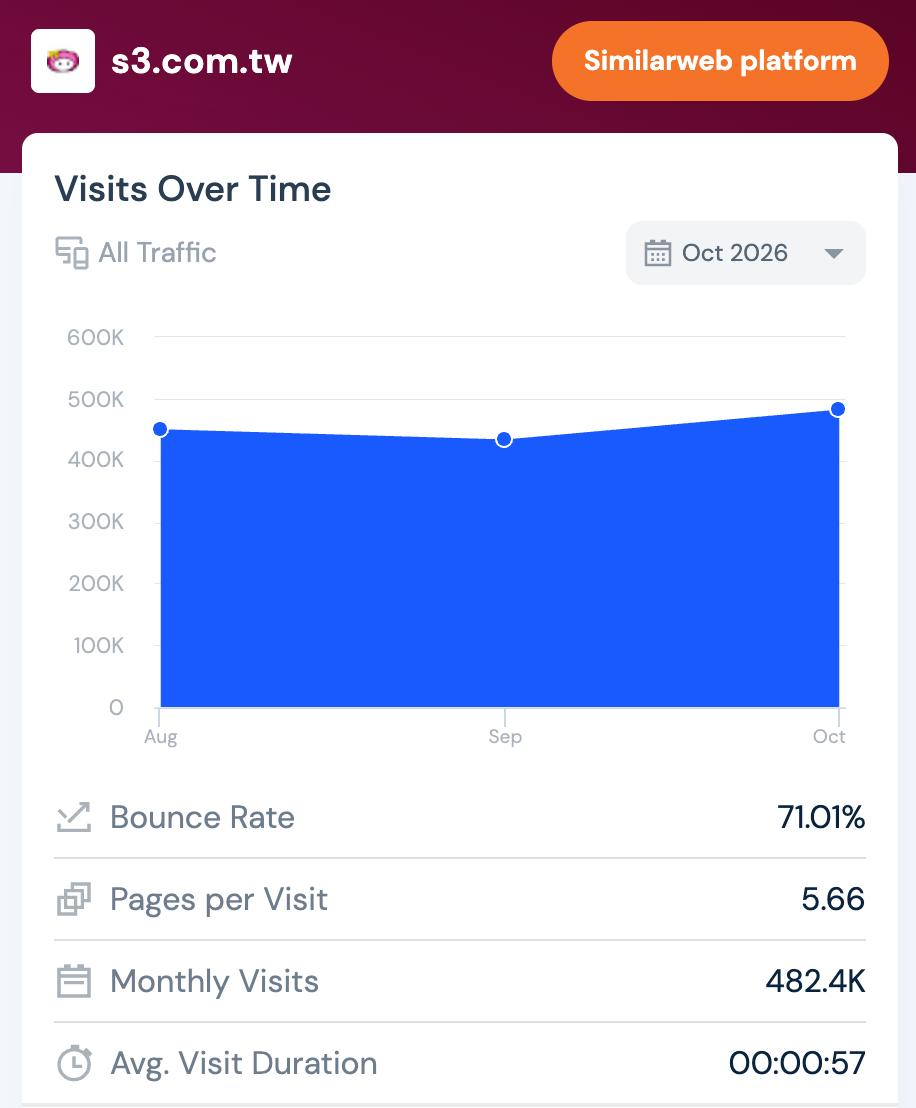 s3.com.tw
Similarweb platform
Visits Over Time
All Traffic
Oct 2026
600K
500K
400K
300K
200K
100K
0
Aug Sep Oct
Bounce Rate 71.01%
Pages per Visit 5.66
Monthly Visits 482.4K
Avg. Visit Duration 00:00:57